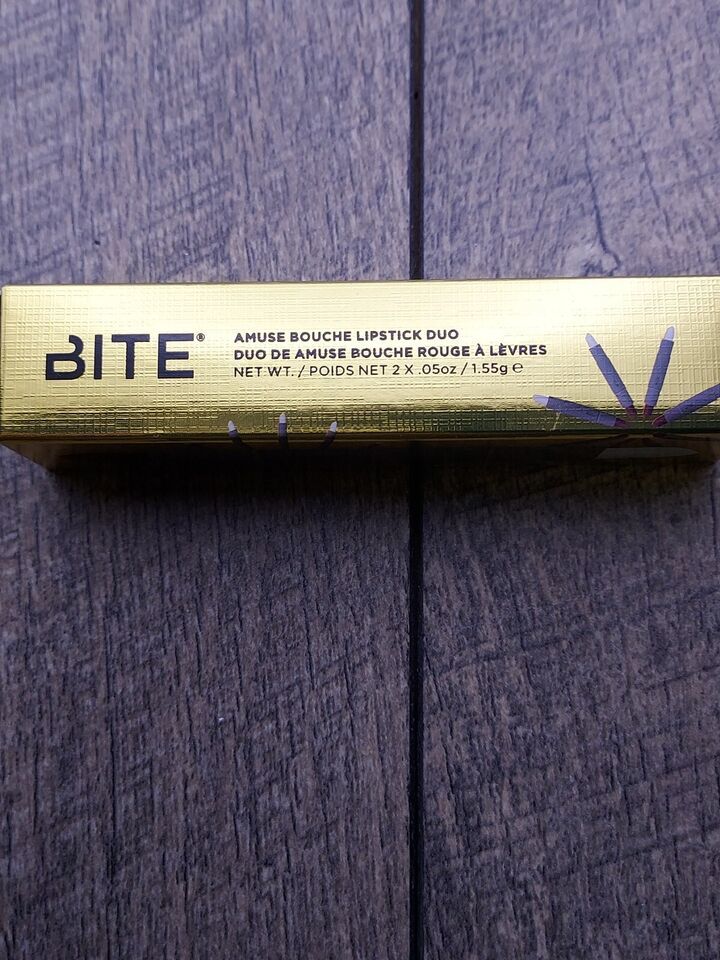 BITE®
AMUSE BOUCHE LIPSTICK DUO
DUO DE AMUSE BOUCHE ROUGE À LÈVRES
NET WT. / POIDS NET 2 X .05oz / 1.55g ℮